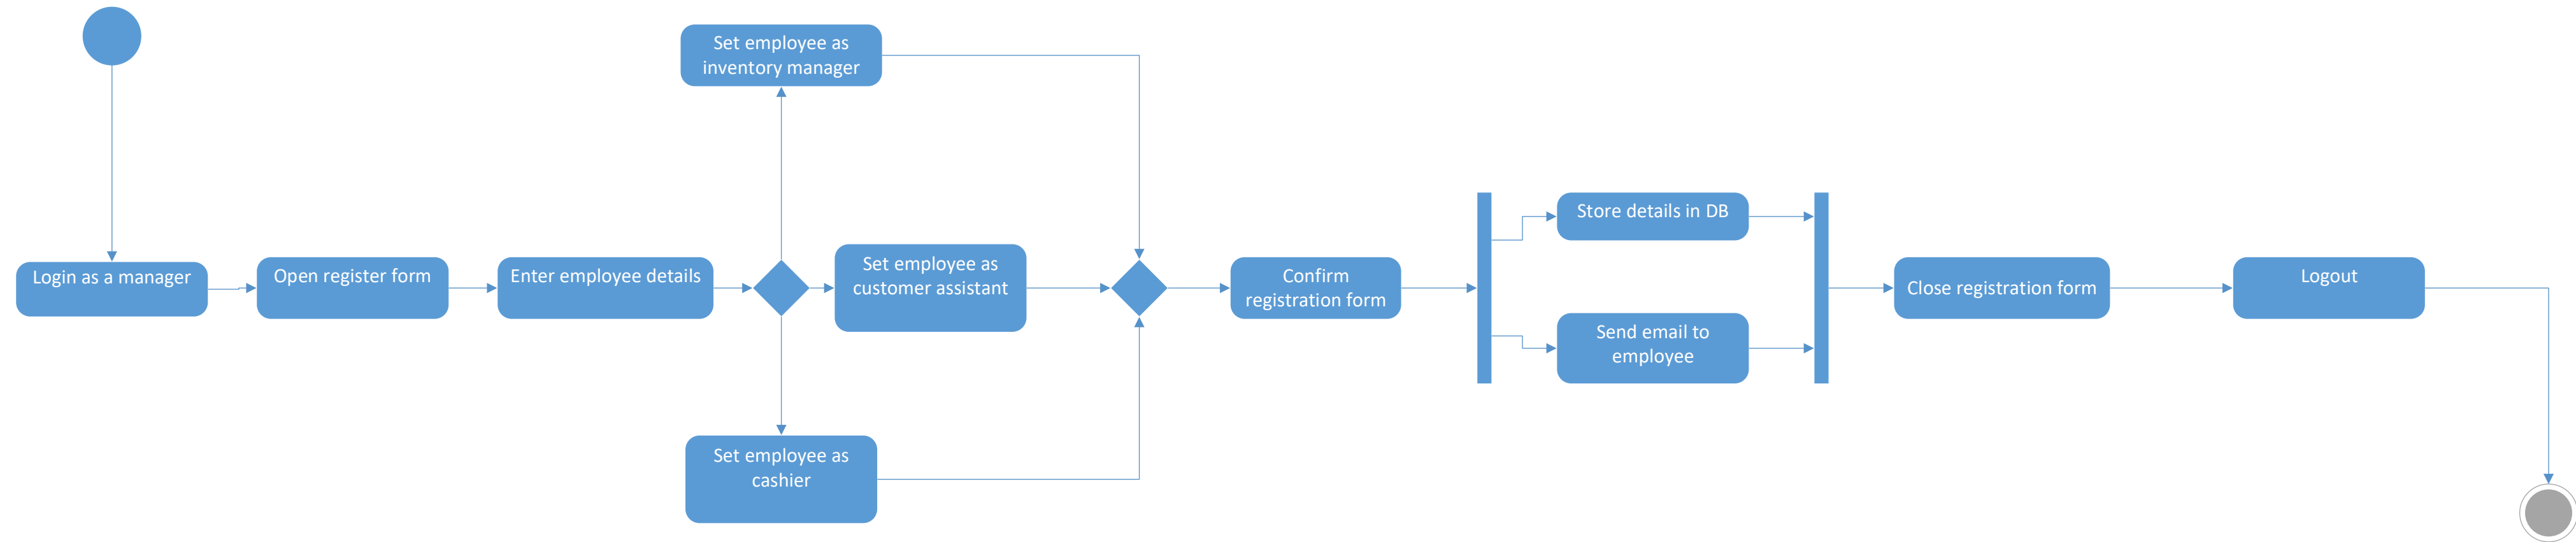 Login as a manager
Open register form
Enter employee details
Set employee as
inventory manager
Set employee as
customer assistant
Set employee as
cashier
Confirm
registration form
Store details in DB
Send email to
employee
Close registration form
Logout